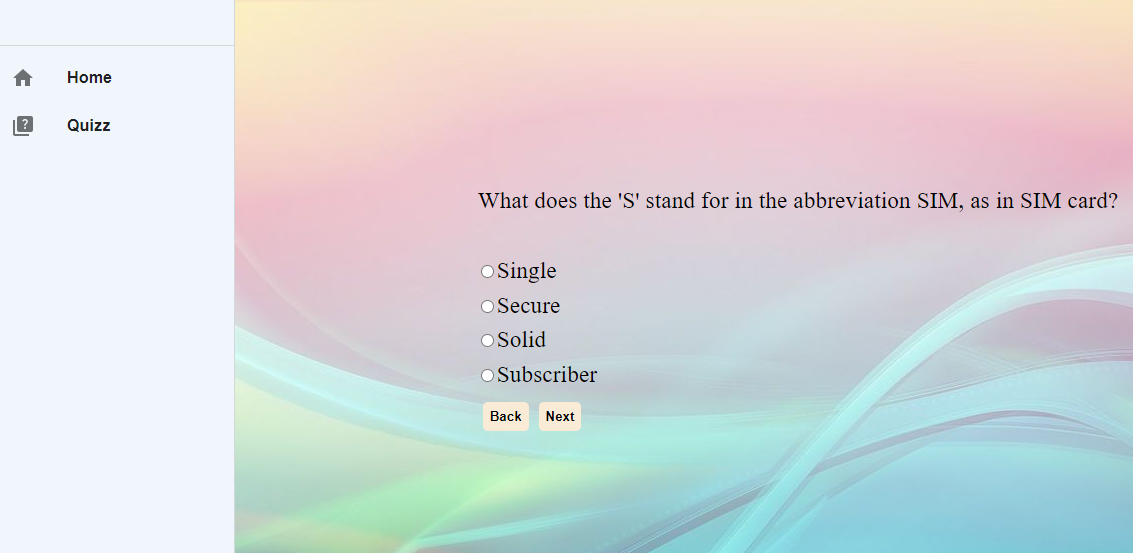 Home
Quizz
What does the 'S' stand for in the abbreviation SIM, as in SIM card?
Single
Secure
Solid
Subscriber
Back Next